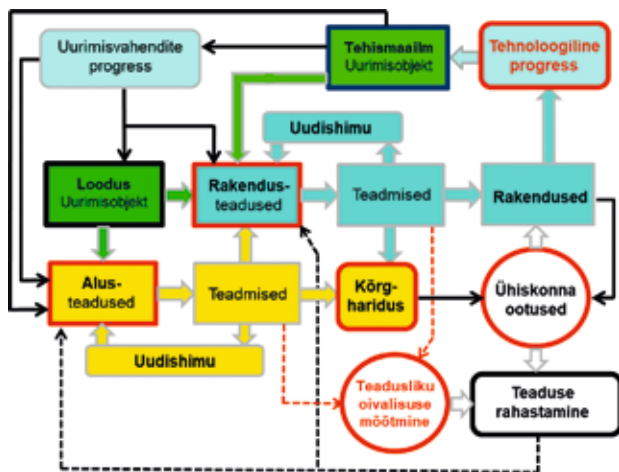 Uurimisvahendite
progress
Tehismaailm
Uurimisobjekt
Tehnoloogiline
progress
Uudishimu
Loodus
Uurimisobjekt
Rakendus-
teadused
Teadmised
Rakendused
Alus-
teadused
Teadmised
Kõrg-
haridus
Ühiskonna
ootused
Uudishimu
Teadusliku
oivalisuse
mõõtmine
Teaduse
rahastamine